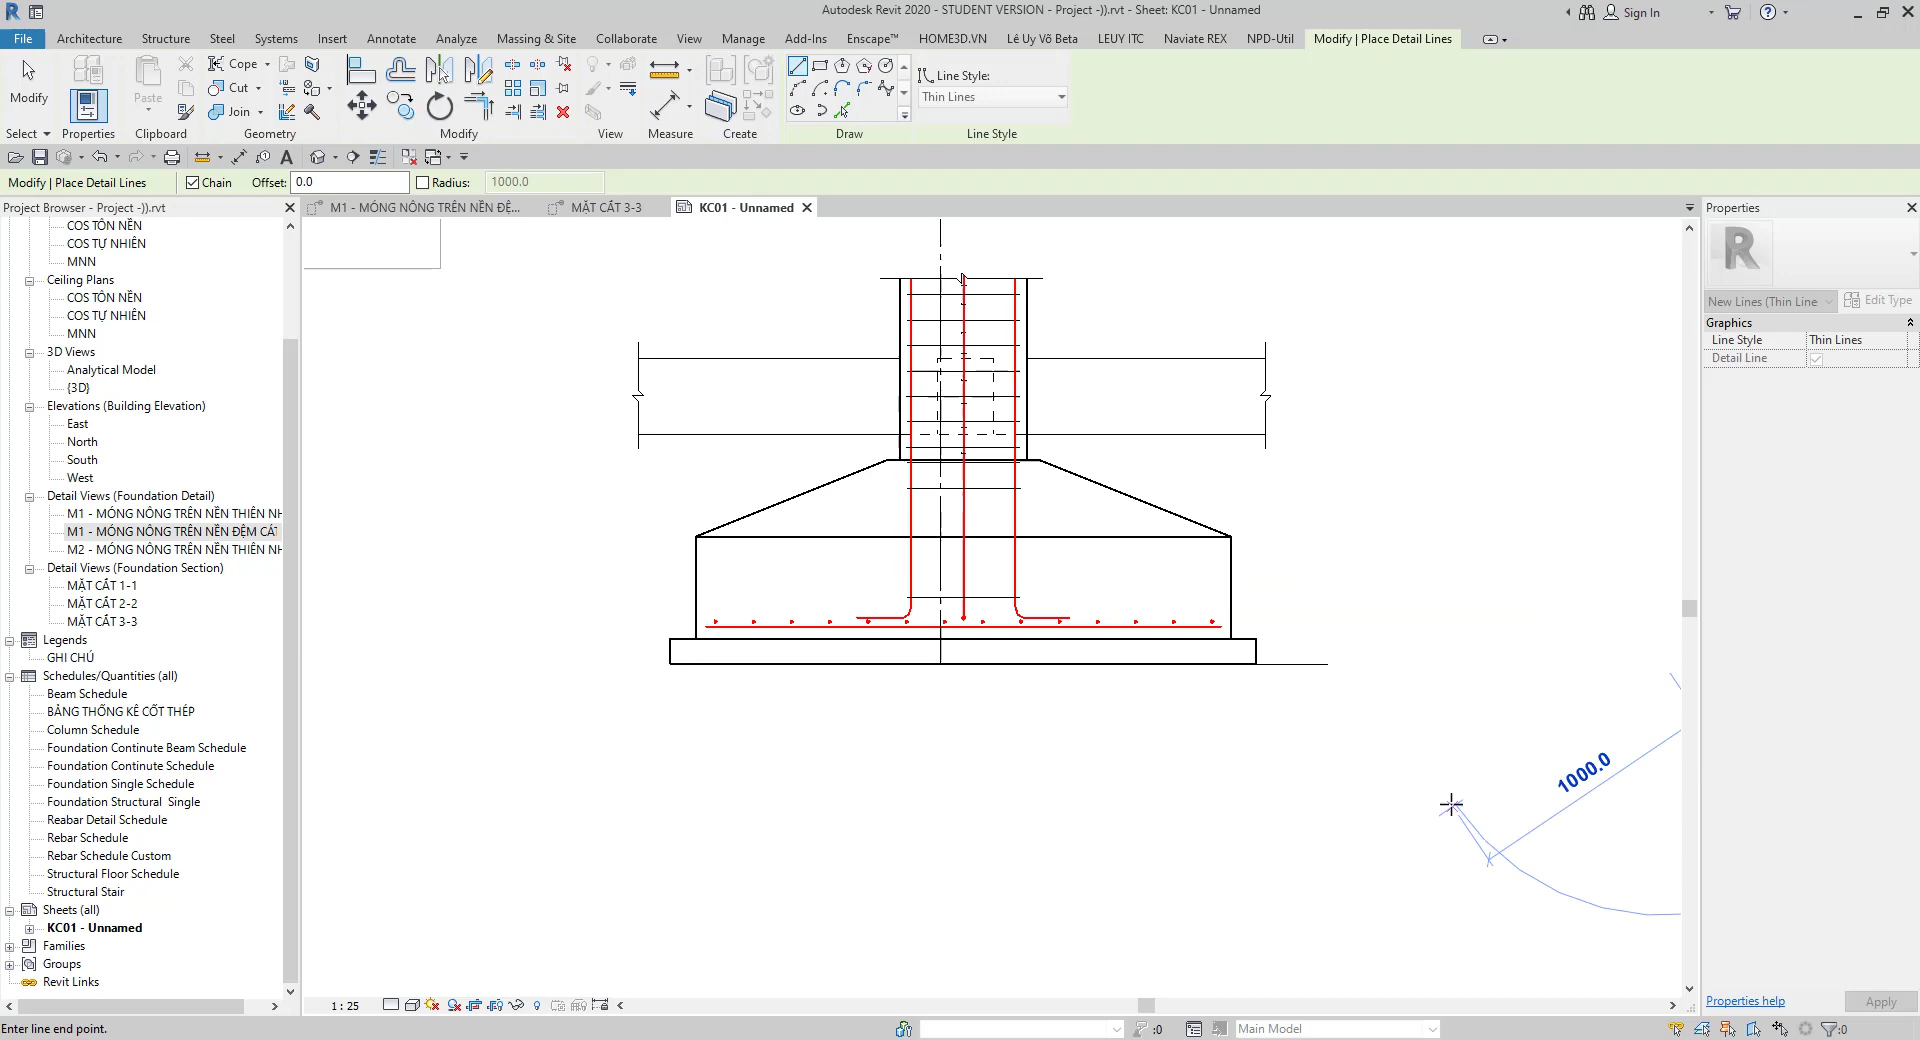 Autodesk Revit 2020 - STUDENT VERSION - Project -)).rvt - Sheet: KC01 - Unnamed
Sign In
File Architecture Structure Steel Systems Insert Annotate Analyze Massing & Site Collaborate View Manage Add-Ins Enscape™ HOME3D.VN Lê Uy Võ Beta LEUY ITC Naviate REX NPD-Util Modify | Place Detail Lines
Modify
Paste
Cope
Cut
Join
Line Style:
Thin Lines
Select Properties Clipboard Geometry Modify View Measure Create Draw Line Style
Modify | Place Detail Lines Chain Offset: 0.0 Radius: 1000.0
Project Browser - Project -)).rvt
M1 - MÓNG NÔNG TRÊN NỀN ĐỆ...
MẶT CẮT 3-3
KC01 - Unnamed
Properties
COS TÔN NỀN
COS TỰ NHIÊN
MNN
Ceiling Plans
COS TÔN NỀN
COS TỰ NHIÊN
MNN
3D Views
Analytical Model
{3D}
Elevations (Building Elevation)
East
North
South
West
Detail Views (Foundation Detail)
M1 - MÓNG NÔNG TRÊN NỀN THIÊN NH
M1 - MÓNG NÔNG TRÊN NỀN ĐỆM CÁT
M2 - MÓNG NÔNG TRÊN NỀN THIÊN NH
Detail Views (Foundation Section)
MẶT CẮT 1-1
MẶT CẮT 2-2
MẶT CẮT 3-3
Legends
GHI CHÚ
Schedules/Quantities (all)
Beam Schedule
BẢNG THỐNG KÊ CỐT THÉP
Column Schedule
Foundation Continute Beam Schedule
Foundation Continute Schedule
Foundation Single Schedule
Foundation Structural Single
Reabar Detail Schedule
Rebar Schedule
Rebar Schedule Custom
Structural Floor Schedule
Structural Stair
Sheets (all)
KC01 - Unnamed
Families
Groups
Revit Links
1000.0
New Lines (Thin Line
Edit Type
Graphics
Line Style Thin Lines
Detail Line
Properties help
Apply
1 : 25
Enter line end point.
:0
Main Model
:0